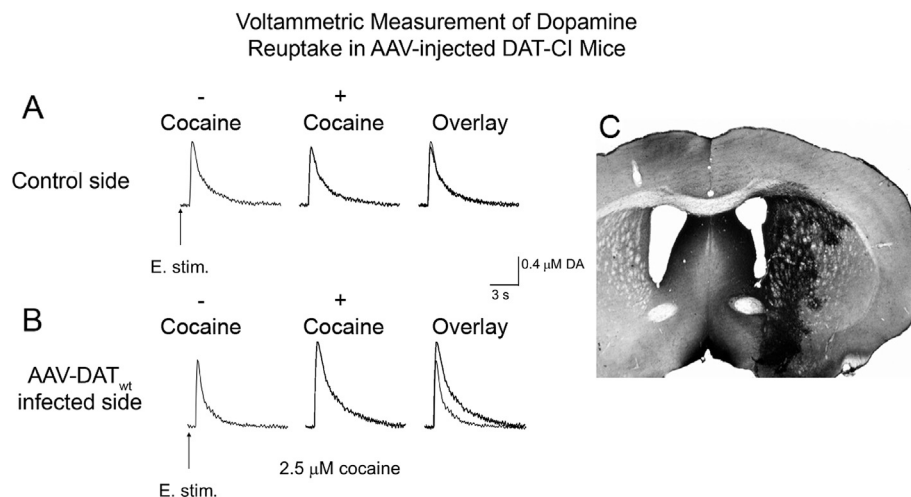 Voltammetric Measurement of Dopamine
Reuptake in AAV-injected DAT-CI Mice
A
-
Cocaine
+
Cocaine
Overlay
Control side
E. stim.
0.4 μM DA
3 s
B
-
Cocaine
+
Cocaine
Overlay
AAV-DATwt
infected side
2.5 μM cocaine
E. stim.
C